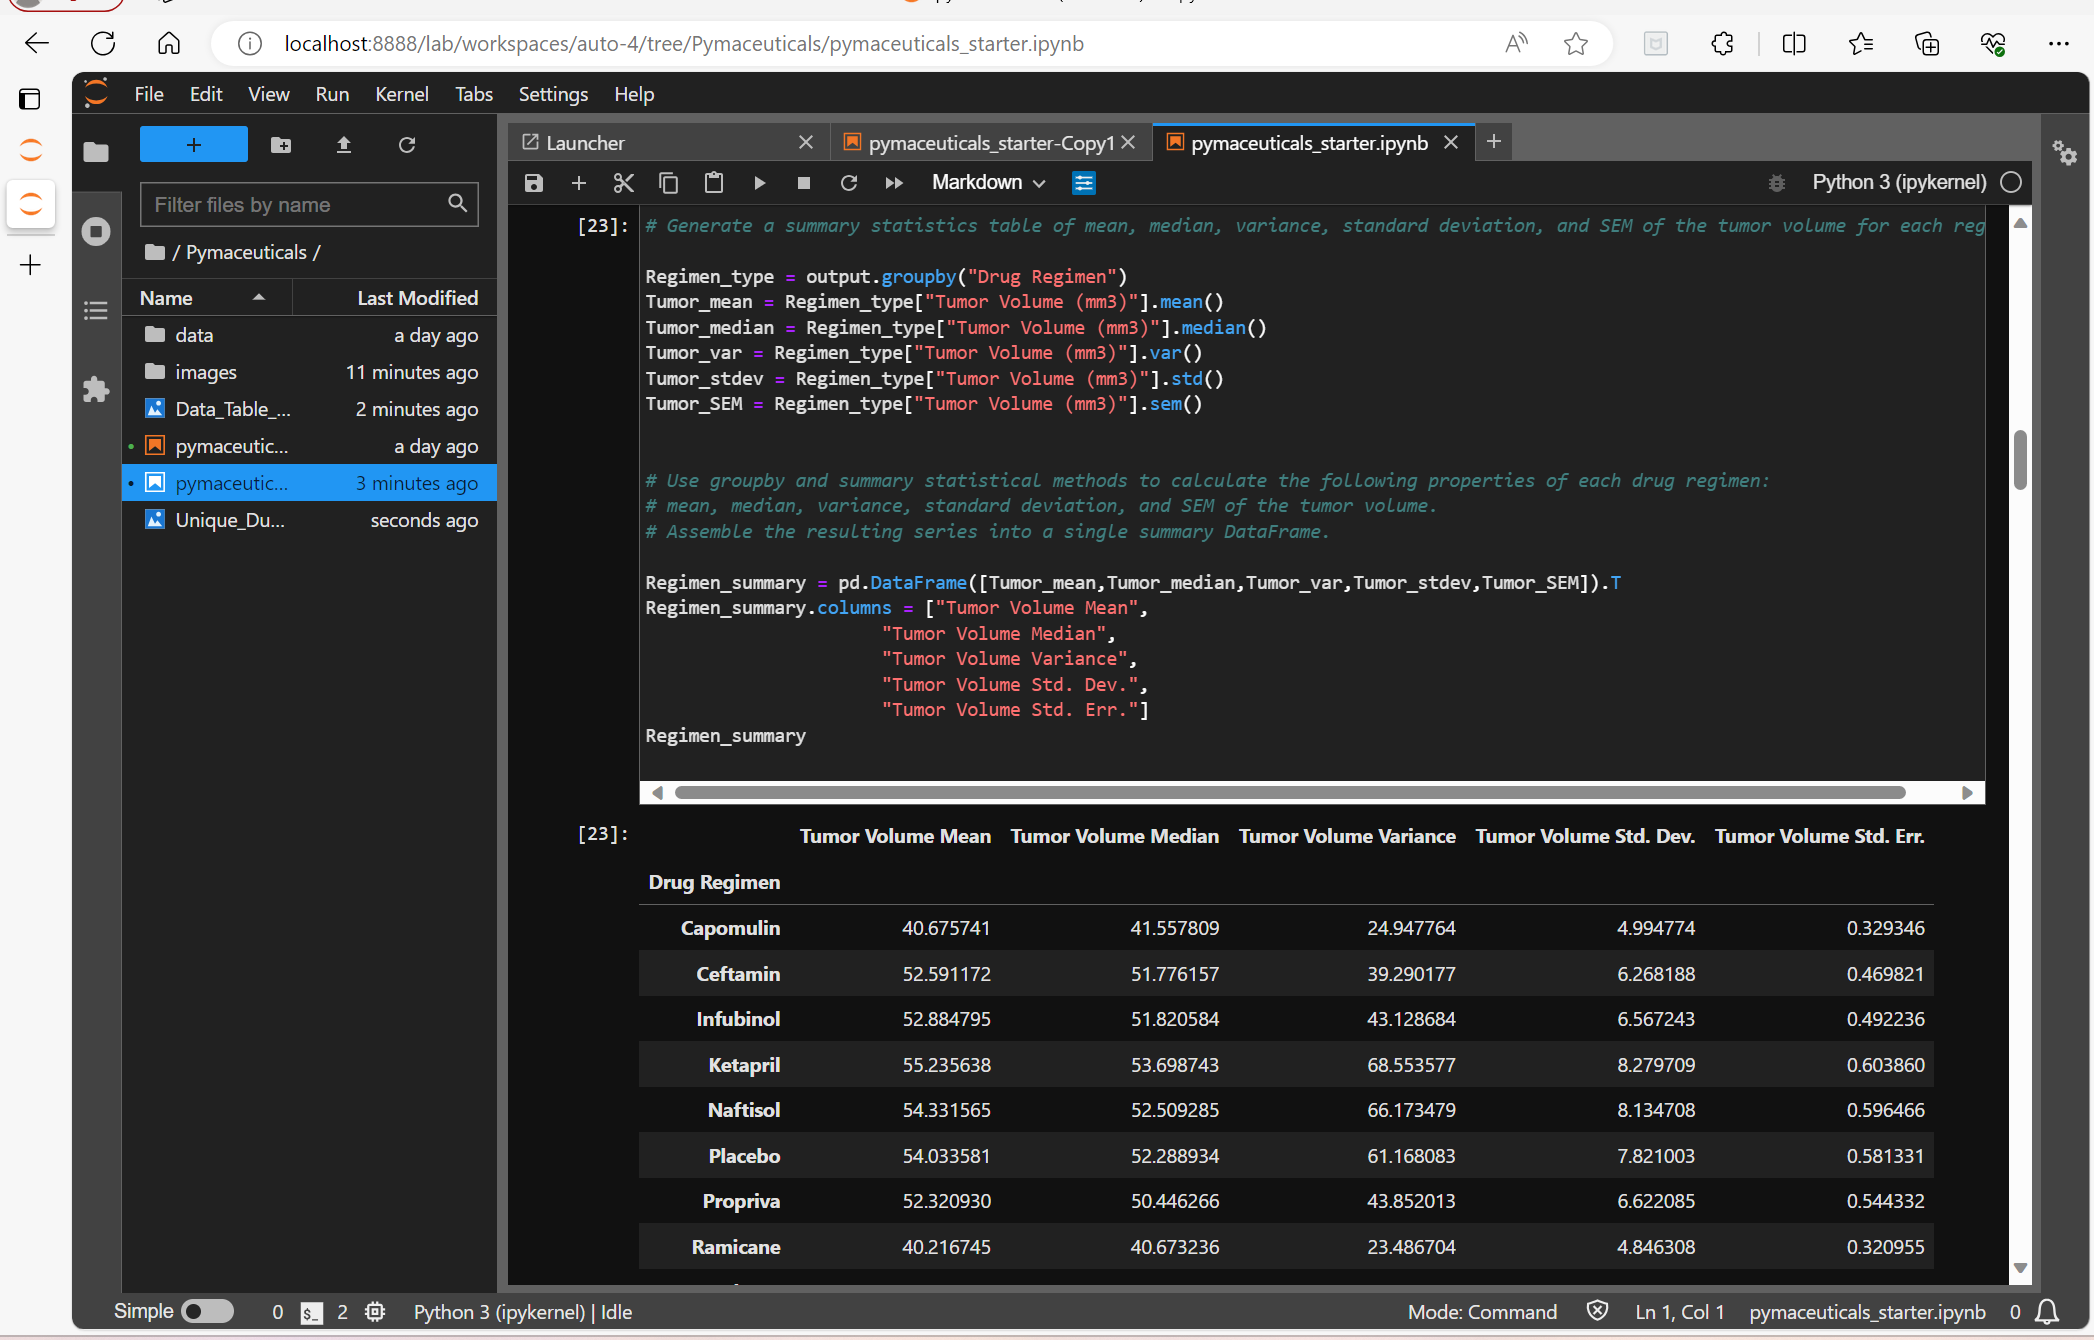 localhost:8888/lab/workspaces/auto-4/tree/Pymaceuticals/pymaceuticals_starter.ipynb
File Edit View Run Kernel Tabs Settings Help
Launcher
pymaceuticals_starter-Copy1
pymaceuticals_starter.ipynb
Filter files by name
/ Pymaceuticals /
Name Last Modified
data a day ago
images 11 minutes ago
Data_Table_... 2 minutes ago
pymaceutic... a day ago
pymaceutic... 3 minutes ago
Unique_Du... seconds ago
Markdown
Python 3 (ipykernel)
[23]: # Generate a summary statistics table of mean, median, variance, standard deviation, and SEM of the tumor volume for each reg
Regimen_type = output.groupby("Drug Regimen")
Tumor_mean = Regimen_type["Tumor Volume (mm3)"].mean()
Tumor_median = Regimen_type["Tumor Volume (mm3)"].median()
Tumor_var = Regimen_type["Tumor Volume (mm3)"].var()
Tumor_stdev = Regimen_type["Tumor Volume (mm3)"].std()
Tumor_SEM = Regimen_type["Tumor Volume (mm3)"].sem()
# Use groupby and summary statistical methods to calculate the following properties of each drug regimen:
# mean, median, variance, standard deviation, and SEM of the tumor volume.
# Assemble the resulting series into a single summary DataFrame.
Regimen_summary = pd.DataFrame([Tumor_mean,Tumor_median,Tumor_var,Tumor_stdev,Tumor_SEM]).T
Regimen_summary.columns = ["Tumor Volume Mean",
"Tumor Volume Median",
"Tumor Volume Variance",
"Tumor Volume Std. Dev.",
"Tumor Volume Std. Err."]
Regimen_summary
[23]: Tumor Volume Mean Tumor Volume Median Tumor Volume Variance Tumor Volume Std. Dev. Tumor Volume Std. Err.
Drug Regimen
Capomulin 40.675741 41.557809 24.947764 4.994774 0.329346
Ceftamin 52.591172 51.776157 39.290177 6.268188 0.469821
Infubinol 52.884795 51.820584 43.128684 6.567243 0.492236
Ketapril 55.235638 53.698743 68.553577 8.279709 0.603860
Naftisol 54.331565 52.509285 66.173479 8.134708 0.596466
Placebo 54.033581 52.288934 61.168083 7.821003 0.581331
Propriva 52.320930 50.446266 43.852013 6.622085 0.544332
Ramicane 40.216745 40.673236 23.486704 4.846308 0.320955
Simple 0 $_ 2 Python 3 (ipykernel) | Idle Mode: Command Ln 1, Col 1 pymaceuticals_starter.ipynb 0